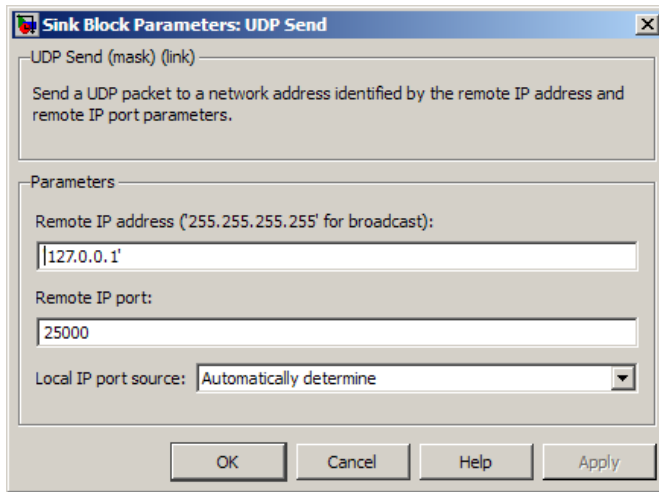 Sink Block Parameters: UDP Send
UDP Send (mask) (link)
Send a UDP packet to a network address identified by the remote IP address and
remote IP port parameters.
Parameters
Remote IP address ('255.255.255.255' for broadcast):
'127.0.0.1'
Remote IP port:
25000
Local IP port source: Automatically determine
OK Cancel Help Apply